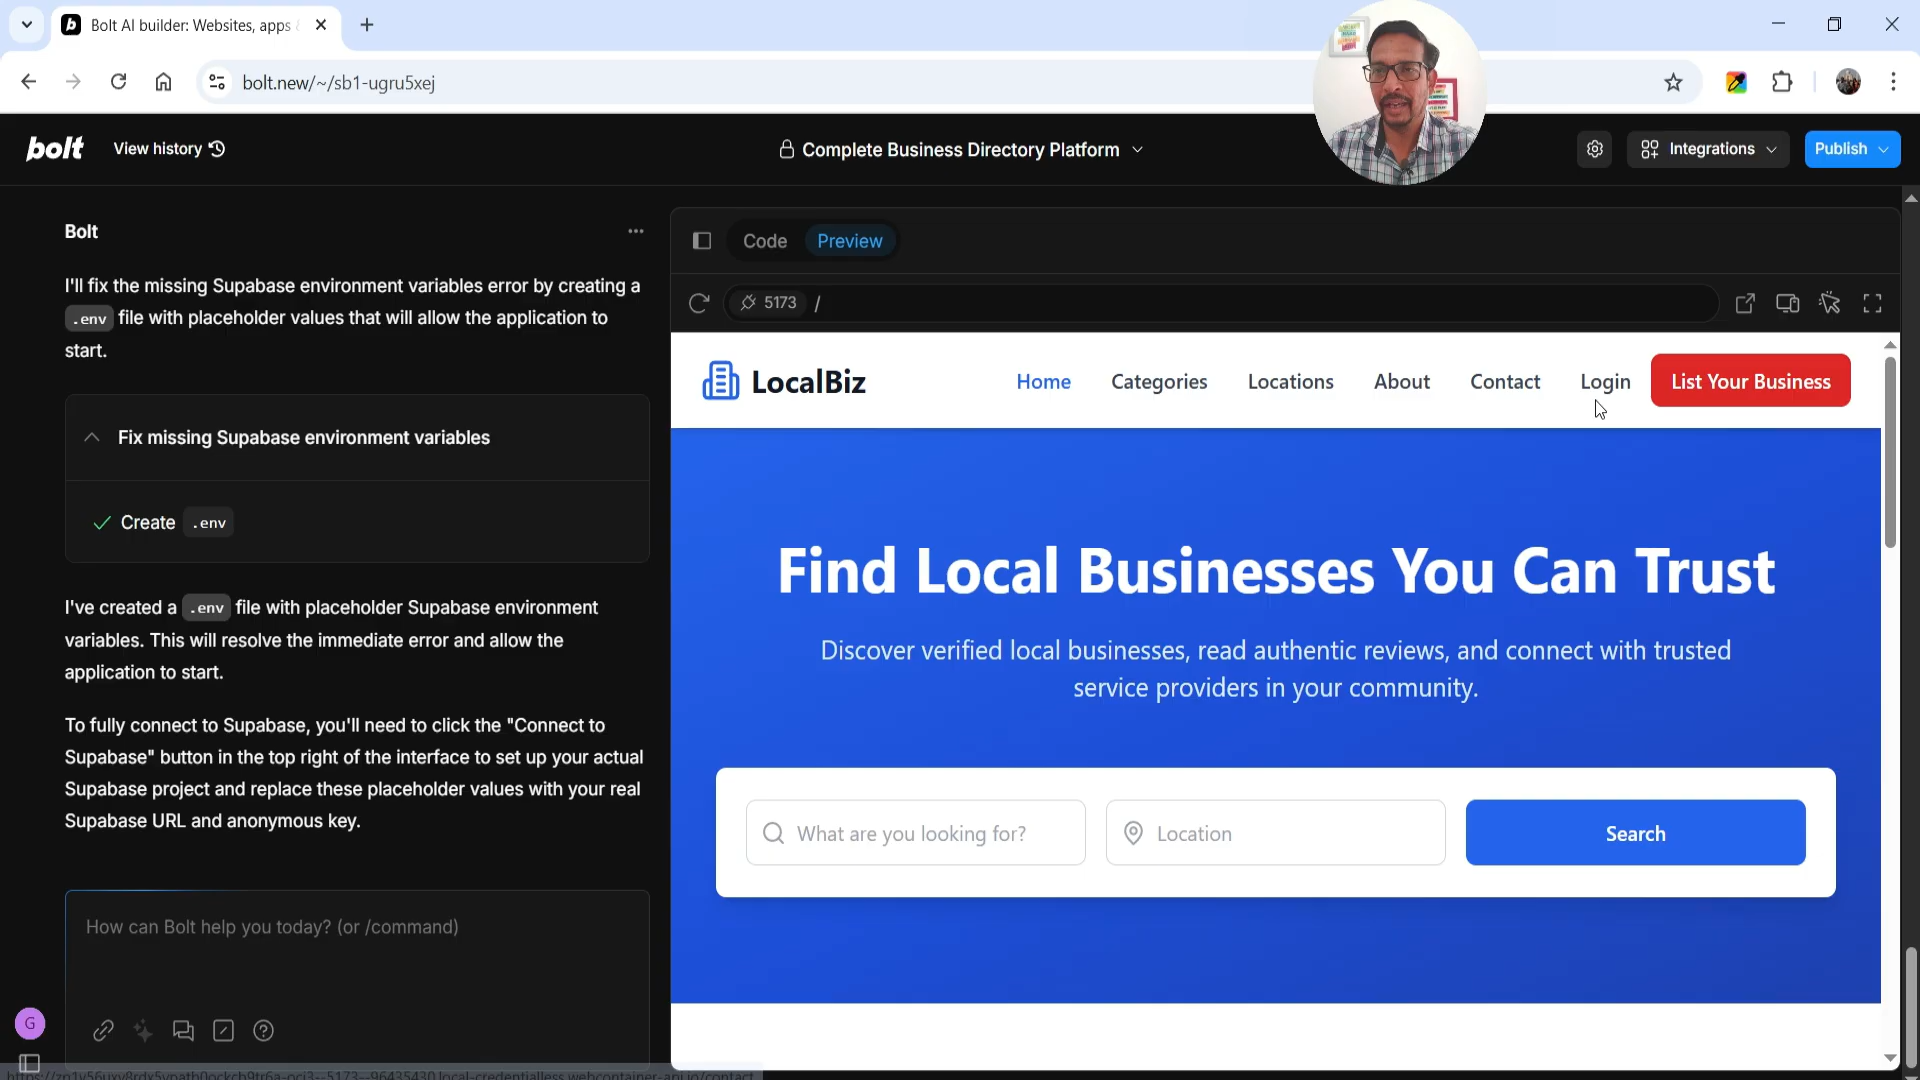 Bolt AI builder: Websites, apps
bolt.new/~/sb1-ugru5xej
bolt
View history
Complete Business Directory Platform
Integrations
Publish
Bolt
I'll fix the missing Supabase environment variables error by creating a
.env file with placeholder values that will allow the application to
start.
Fix missing Supabase environment variables
Create .env
I've created a .env file with placeholder Supabase environment
variables. This will resolve the immediate error and allow the
application to start.
To fully connect to Supabase, you'll need to click the "Connect to
Supabase" button in the top right of the interface to set up your actual
Supabase project and replace these placeholder values with your real
Supabase URL and anonymous key.
How can Bolt help you today? (or /command)
G
Code
Preview
5173 /
LocalBiz
Home
Categories
Locations
About
Contact
Login
List Your Business
Find Local Businesses You Can Trust
Discover verified local businesses, read authentic reviews, and connect with trusted
service providers in your community.
What are you looking for?
Location
Search